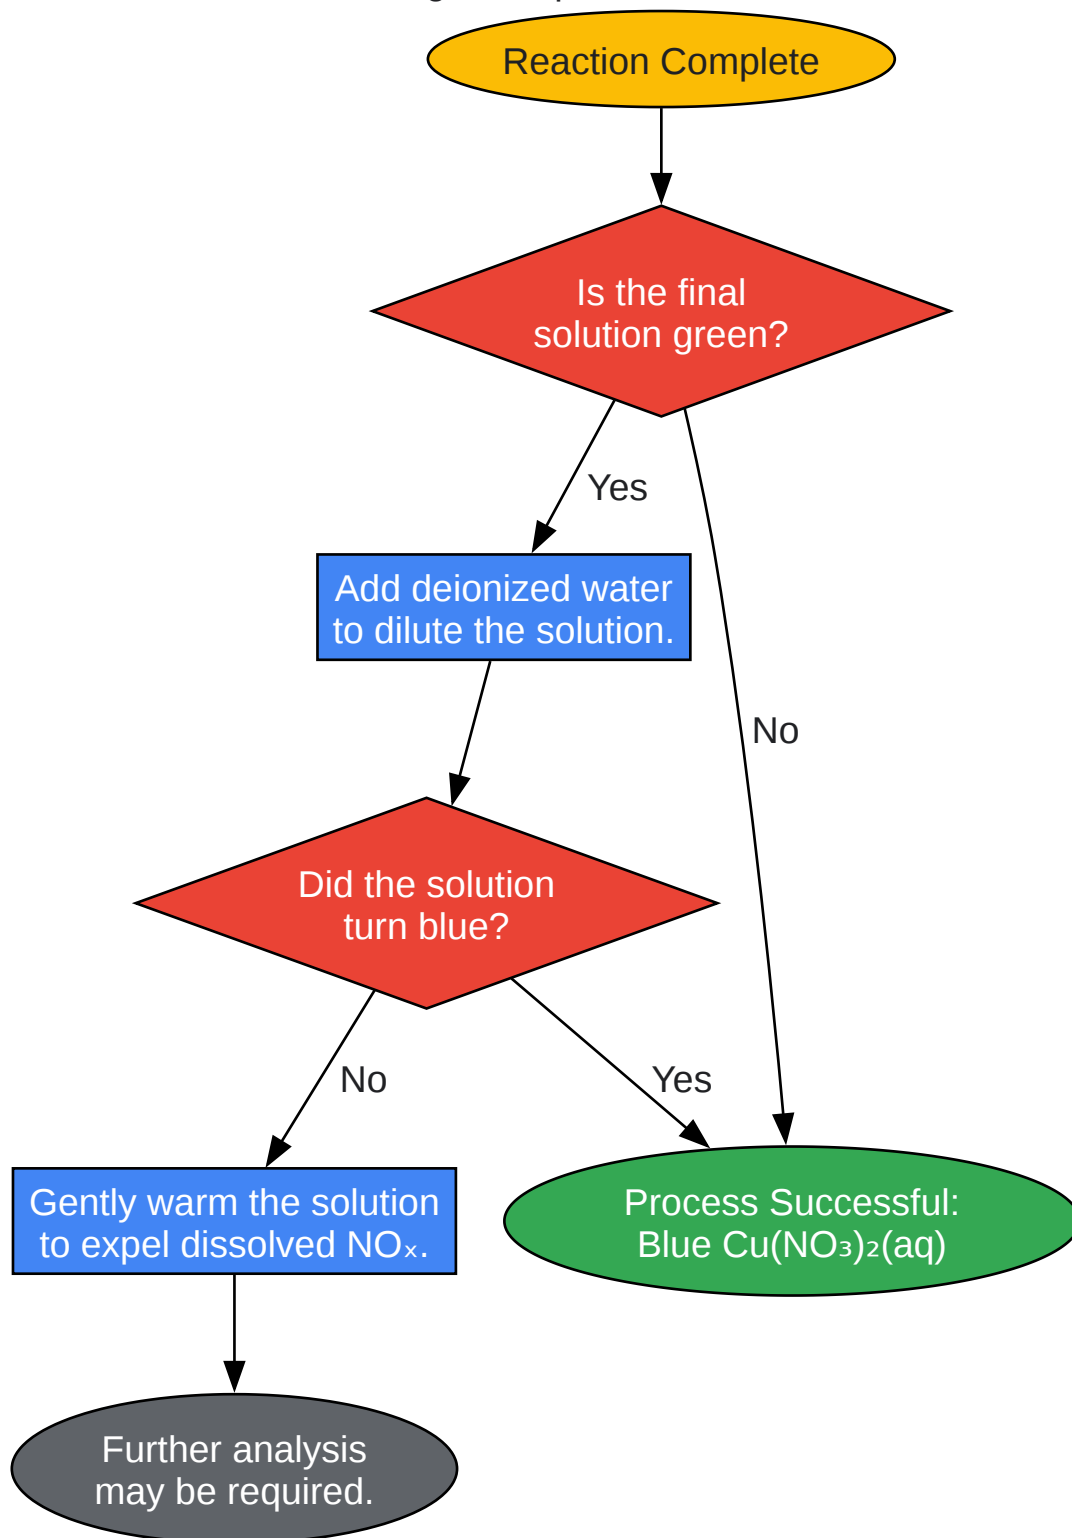 Reaction Complete
Is the final
solution green?
Yes
Add deionized water
to dilute the solution.
No
Did the solution
turn blue?
No
Yes
Gently warm the solution
to expel dissolved NOₓ.
Process Successful:
Blue Cu(NO₃)₂(aq)
Further analysis
may be required.